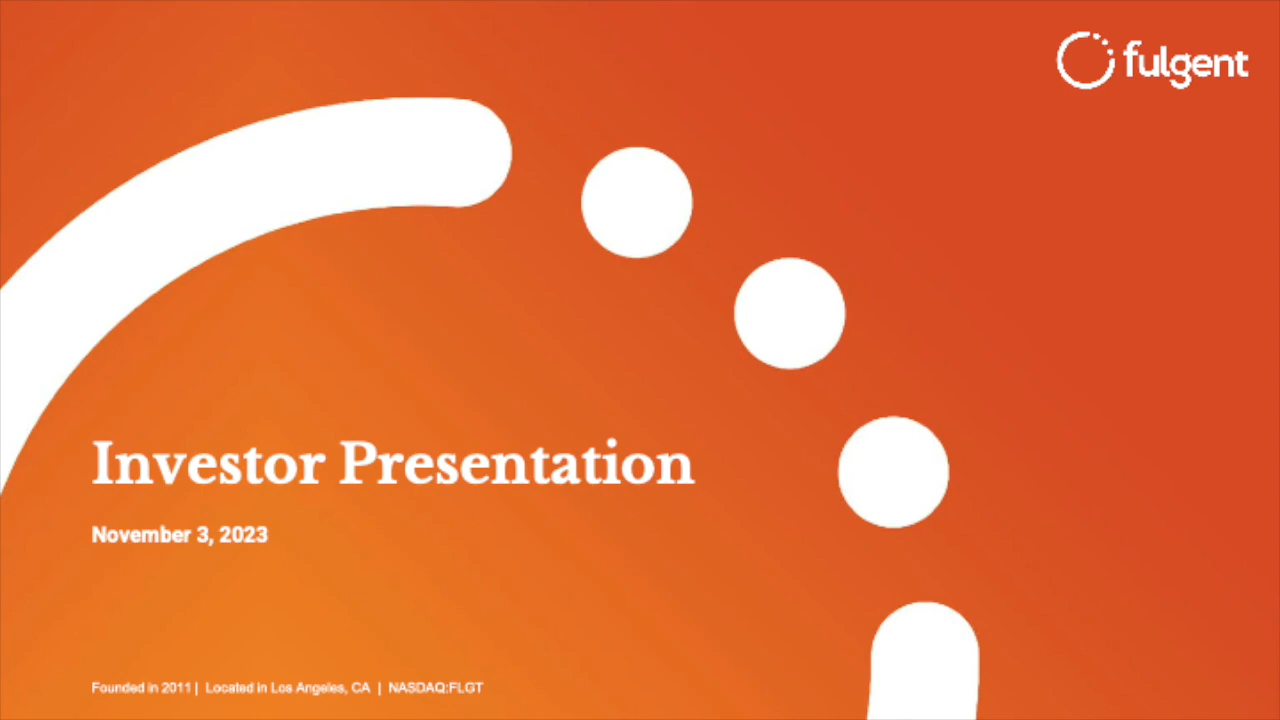 fulgent
Investor Presentation
November 3, 2023
Founded in 2011 | Located in Los Angeles, CA | NASDAQ:FLGT